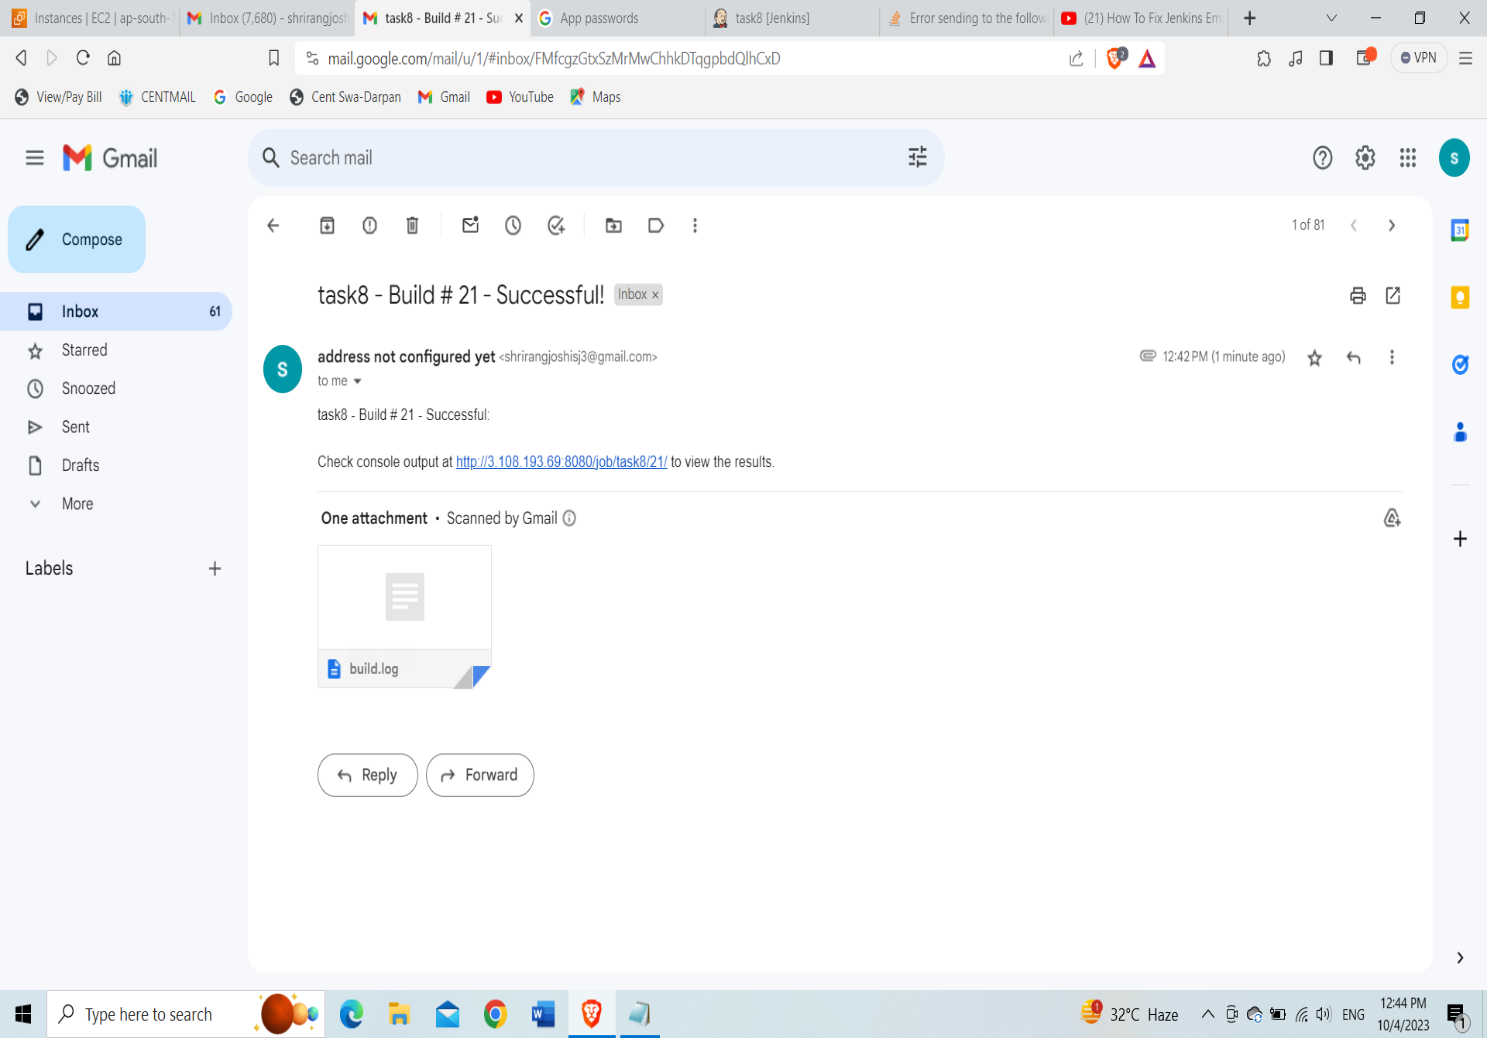 Instances | EC2 | ap-south-1
Inbox (7,680) - shrirangjosh
task8 - Build # 21 - Suc
App passwords
task8 [Jenkins]
Error sending to the follow
(21) How To Fix Jenkins Em
mail.google.com/mail/u/1/#inbox/FMfcgzGtxSzMrMwChhkDTqgpbdQlhCxD
2
VPN
View/Pay Bill
CENTMAIL
Google
Cent Swa-Darpan
Gmail
YouTube
Maps
Gmail
Search mail
S
Compose
1 of 81
31
task8 - Build # 21 - Successful!
Inbox x
Inbox 61
Starred
Snoozed
Sent
Drafts
More
Labels
S
address not configured yet <shrirangjoshisj3@gmail.com>
12:42 PM (1 minute ago)
to me
task8 - Build # 21 - Successful:
Check console output at http://3.108.193.69:8080/job/task8/21/ to view the results.
One attachment • Scanned by Gmail
build.log
Reply
Forward
Type here to search
1
32°C Haze
ENG
12:44 PM
10/4/2023
1